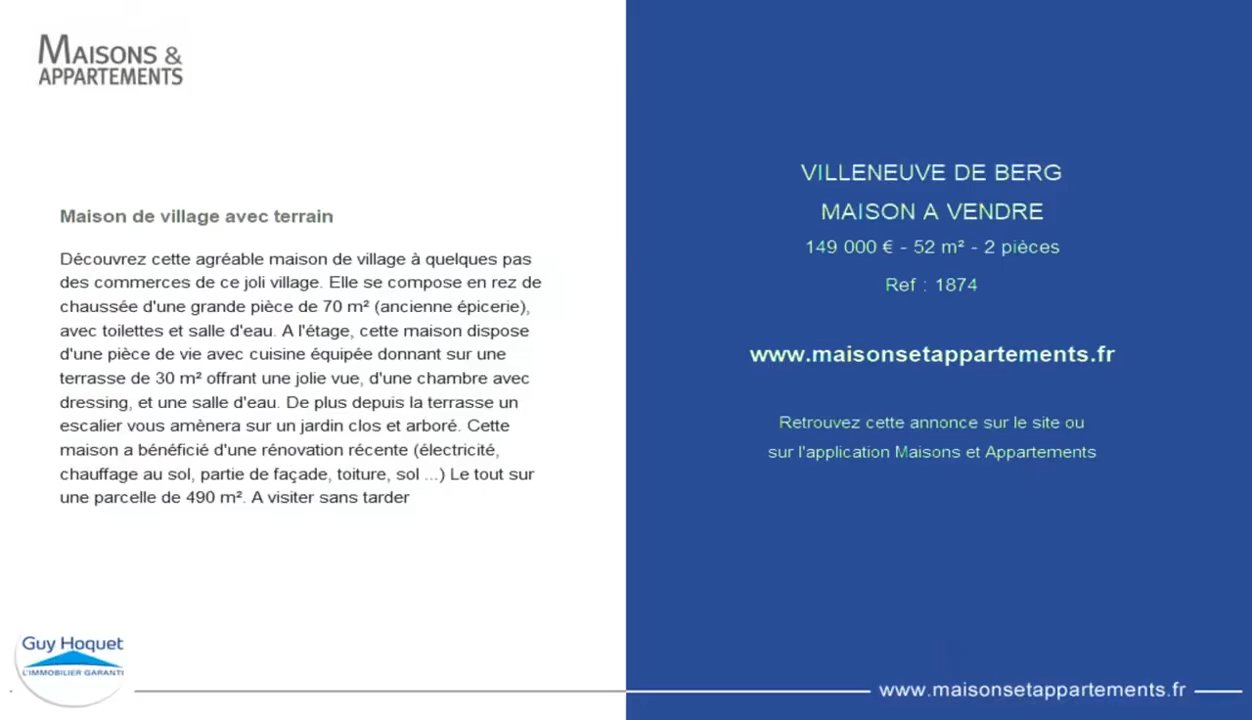 MAISONS &
APPARTEMENTS
Maison de village avec terrain
Découvrez cette agréable maison de village à quelques pas
des commerces de ce joli village. Elle se compose en rez de
chaussée d'une grande pièce de 70 m² (ancienne épicerie),
avec toilettes et salle d'eau. A l'étage, cette maison dispose
d'une pièce de vie avec cuisine équipée donnant sur une
terrasse de 30 m² offrant une jolie vue, d'une chambre avec
dressing, et une salle d'eau. De plus depuis la terrasse un
escalier vous amènera sur un jardin clos et arboré. Cette
maison a bénéficié d'une rénovation récente (électricité,
chauffage au sol, partie de façade, toiture, sol ...) Le tout sur
une parcelle de 490 m². A visiter sans tarder
Guy Hoquet
L'IMMOBILIER GARANTI
VILLENEUVE DE BERG
MAISON A VENDRE
149 000 € - 52 m² - 2 pièces
Ref : 1874
www.maisonsetappartements.fr
Retrouvez cette annonce sur le site ou
sur l'application Maisons et Appartements
www.maisonsetappartements.fr